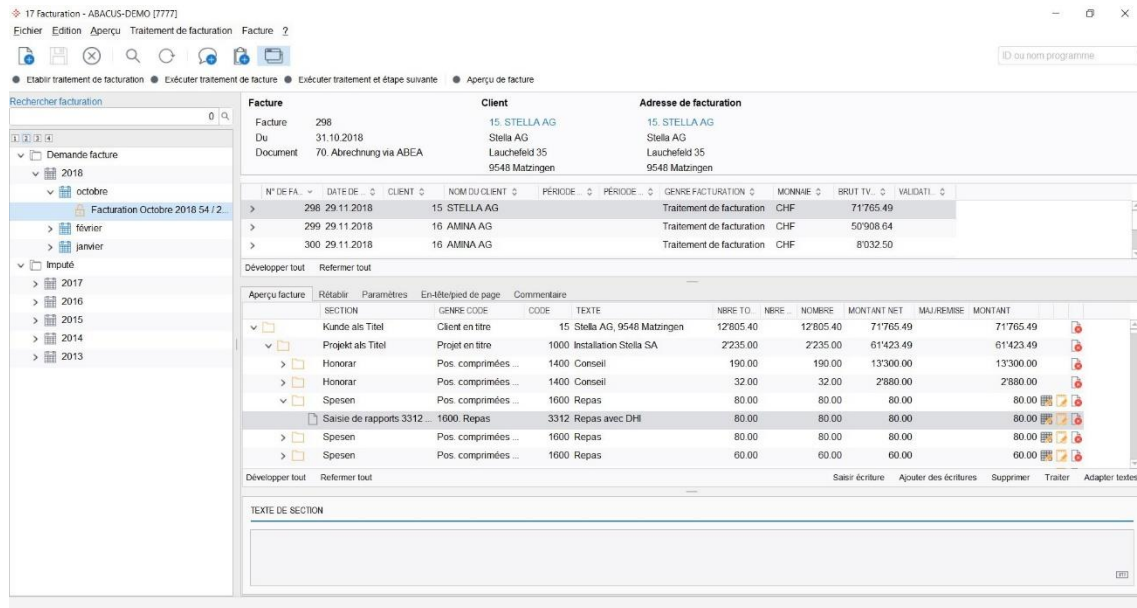 17 Facturation - ABACUS-DEMO [7777]
Fichier Edition Aperçu Traitement de facturation Facture ?
ID ou nom programme
Etablir traitement de facturation Exécuter traitement de facture Exécuter traitement et étape suivante Aperçu de facture
Rechercher facturation
0
1 2 3 4
Demande facture
2018
octobre
Facturation Octobre 2018 54 / 2...
février
janvier
Imputé
2017
2016
2015
2014
2013
Facture Client Adresse de facturation
Facture 298 15. STELLA AG 15. STELLA AG
Du 31.10.2018 Stella AG Stella AG
Document 70. Abrechnung via ABEA Lauchefeld 35 Lauchefeld 35
9548 Matzingen 9548 Matzingen
N° DE FA... DATE DE ... CLIENT NOM DU CLIENT PÉRIODE... PÉRIODE... GENRE FACTURATION MONNAIE BRUT TV... VALIDATI...
298 29.11.2018 15 STELLA AG Traitement de facturation CHF 71'765.49
299 29.11.2018 16 AMINA AG Traitement de facturation CHF 50'908.64
300 29.11.2018 16 AMINA AG Traitement de facturation CHF 8'032.50
Développer tout Refermer tout
Aperçu facture Rétablir Paramètres En-tête/pied de page Commentaire
SECTION GENRE CODE CODE TEXTE NBRE TO... NBRE ... NOMBRE MONTANT NET MAJ/REMISE MONTANT
Kunde als Titel Client en titre 15 Stella AG, 9548 Matzingen 12'805.40 12'805.40 71'765.49 71'765.49
Projekt als Titel Projet en titre 1000 Installation Stella SA 2'235.00 2'235.00 61'423.49 61'423.49
Honorar Pos. comprimées ... 1400 Conseil 190.00 190.00 13'300.00 13'300.00
Honorar Pos. comprimées ... 1400 Conseil 32.00 32.00 2'880.00 2'880.00
Spesen Pos. comprimées ... 1600 Repas 80.00 80.00 80.00 80.00
Saisie de rapports 3312 ... 1600. Repas 3312 Repas avec DHI 80.00 80.00 80.00 80.00
Spesen Pos. comprimées ... 1600 Repas 80.00 80.00 80.00 80.00
Spesen Pos. comprimées ... 1600 Repas 60.00 60.00 60.00 60.00
Développer tout Refermer tout Saisir écriture Ajouter des écritures Supprimer Traiter Adapter textes
TEXTE DE SECTION